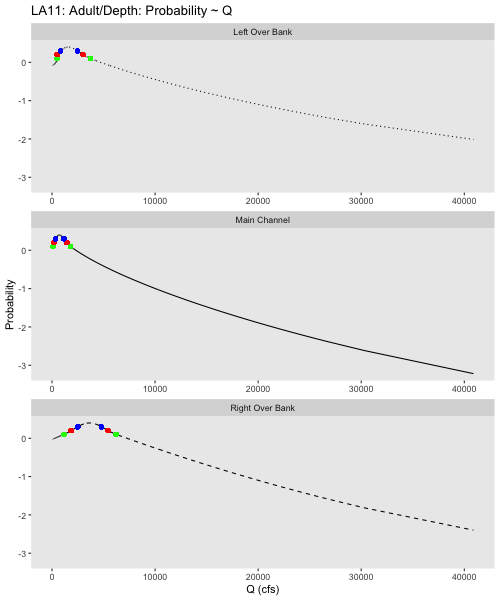 LA11: Adult/Depth: Probability ~ Q
Left Over Bank
0
-1
-2
-3
0 10000 20000 30000 40000
Main Channel
0
-1
-2
-3
0 10000 20000 30000 40000
Probability
Right Over Bank
0
-1
-2
-3
0 10000 20000 30000 40000
Q (cfs)